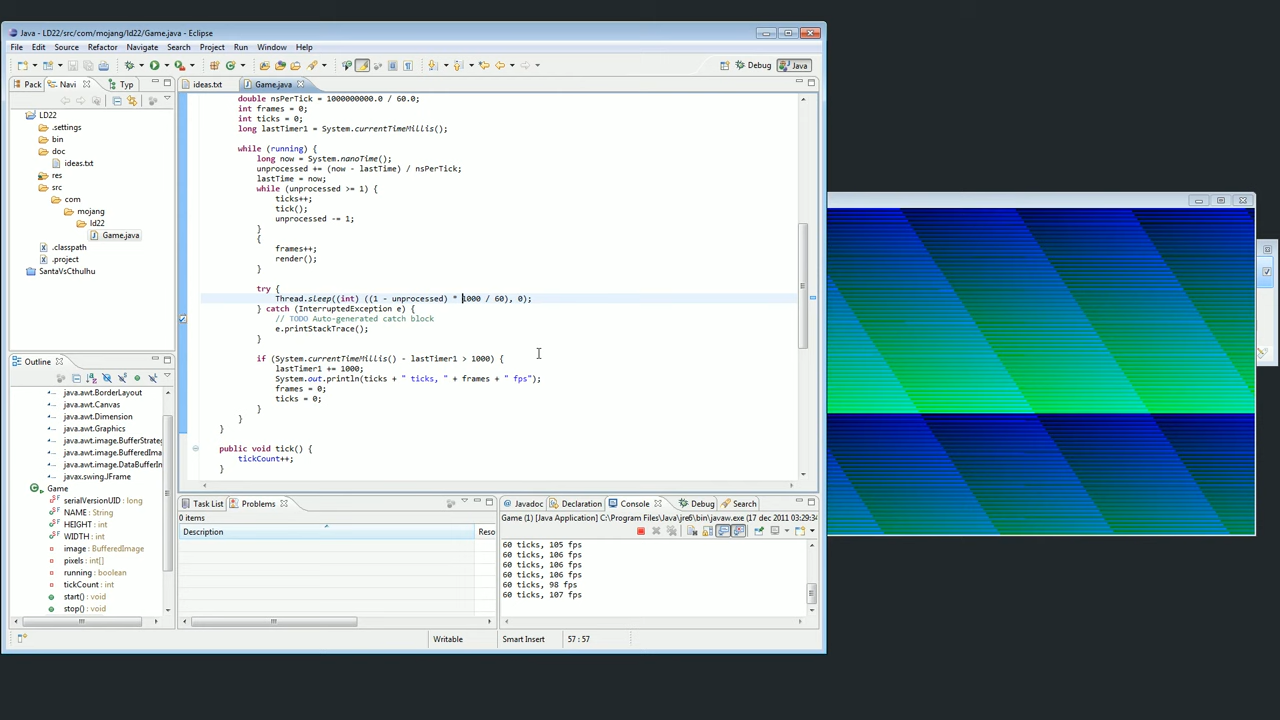 Java - LD22/src/com/mojang/ld22/Game.java - Eclipse
File Edit Source Refactor Navigate Search Project Run Window Help
Debug Java
Pack Navi Typ
LD22
.settings
bin
doc
ideas.txt
res
src
com
mojang
ld22
Game.java
.classpath
.project
SantaVsCthulhu
Outline
java.awt.BorderLayout
java.awt.Canvas
java.awt.Dimension
java.awt.Graphics
java.awt.image.BufferStrate
java.awt.image.BufferedIma
java.awt.image.DataBufferIn
javax.swing.JFrame
Game
serialVersionUID : long
NAME : String
HEIGHT : int
WIDTH : int
image : BufferedImage
pixels : int[]
running : boolean
tickCount : int
start() : void
stop() : void
ideas.txt Game.java
double nsPerTick = 1000000000.0 / 60.0;
int frames = 0;
int ticks = 0;
long lastTimer1 = System.currentTimeMillis();
while (running) {
long now = System.nanoTime();
unprocessed += (now - lastTime) / nsPerTick;
lastTime = now;
while (unprocessed >= 1) {
ticks++;
tick();
unprocessed -= 1;
}
{
frames++;
render();
}
try {
Thread.sleep((int) ((1 - unprocessed) * 1000 / 60), 0);
} catch (InterruptedException e) {
// TODO Auto-generated catch block
e.printStackTrace();
}
if (System.currentTimeMillis() - lastTimer1 > 1000) {
lastTimer1 += 1000;
System.out.println(ticks + " ticks, " + frames + " fps");
frames = 0;
ticks = 0;
}
}
}
public void tick() {
tickCount++;
}
Task List Problems
0 items
Description Reso
Javadoc Declaration Console Debug Search
Game (1) [Java Application] C:\Program Files\Java\jre6\bin\javaw.exe (17 dec 2011 03:29:34
60 ticks, 105 fps
60 ticks, 106 fps
60 ticks, 106 fps
60 ticks, 106 fps
60 ticks, 98 fps
60 ticks, 107 fps
Writable Smart Insert 57 : 57